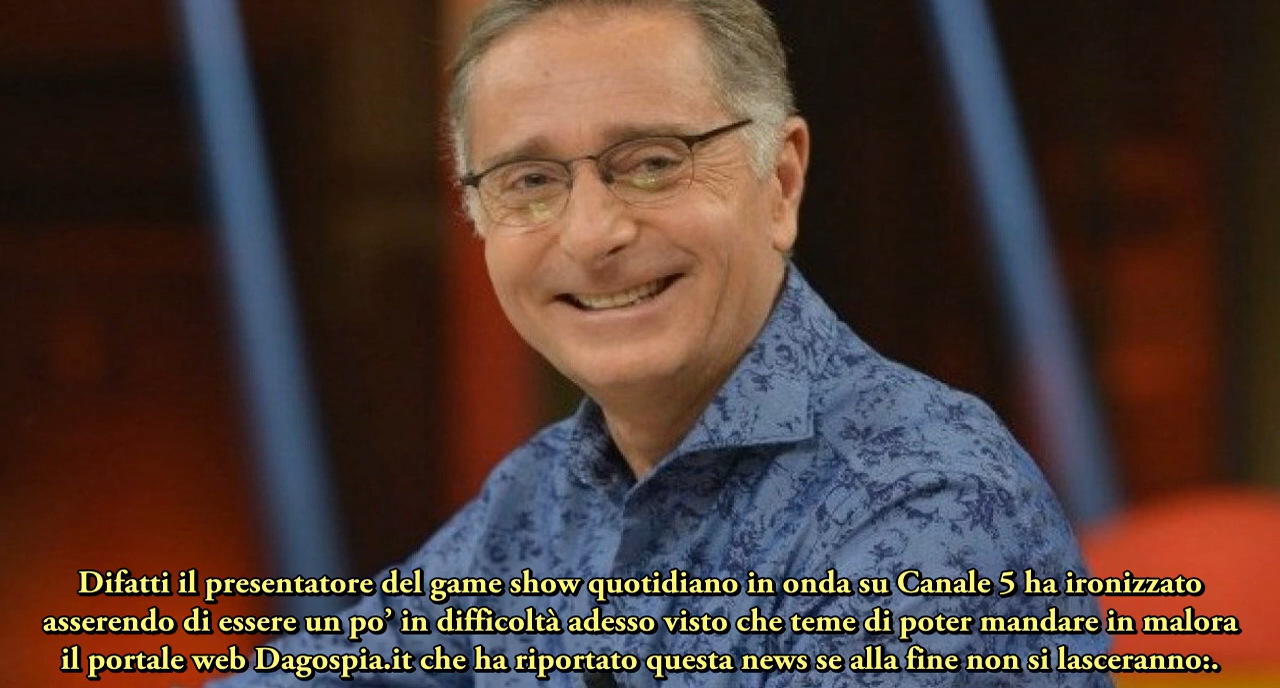 Difatti il presentatore del game show quotidiano in onda su Canale 5 ha ironizzato
asserendo di essere un po’ in difficoltà adesso visto che teme di poter mandare in malora
il portale web Dagospia.it che ha riportato questa news se alla fine non si lasceranno:.